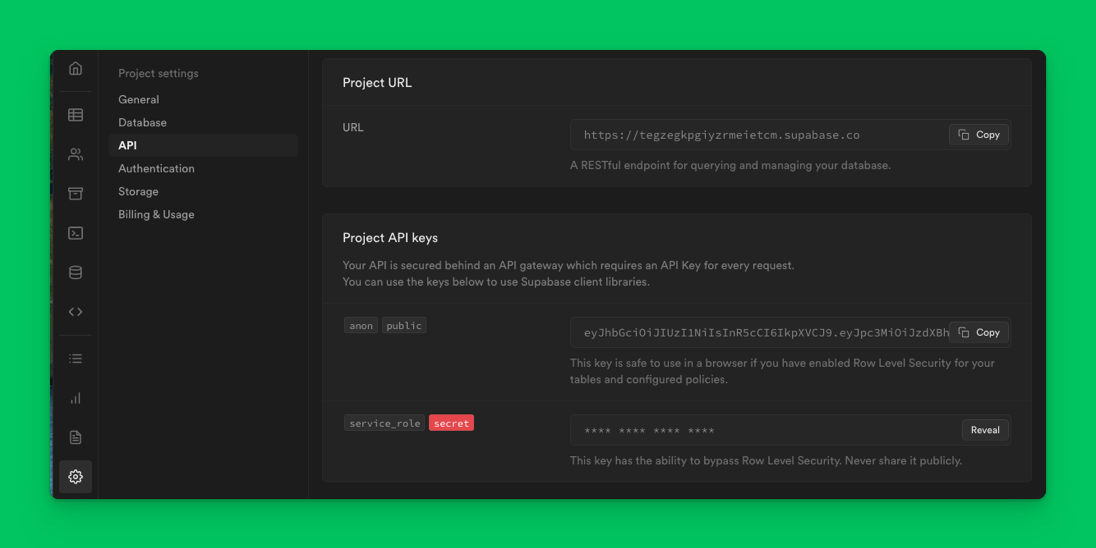 Project settings
General
Database
API
Authentication
Storage
Billing & Usage
Project URL
URL
https://tegzegkpgiyzrmeietcm.supabase.co
Copy
A RESTful endpoint for querying and managing your database.
Project API keys
Your API is secured behind an API gateway which requires an API Key for every request.
You can use the keys below to use Supabase client libraries.
anon public
eyJhbGciOiJIUzI1NiIsInR5cCI6IkpXVCJ9.eyJpc3MiOiJzdXBh
Copy
This key is safe to use in a browser if you have enabled Row Level Security for your
tables and configured policies.
service_role secret
**** **** **** ****
Reveal
This key has the ability to bypass Row Level Security. Never share it publicly.